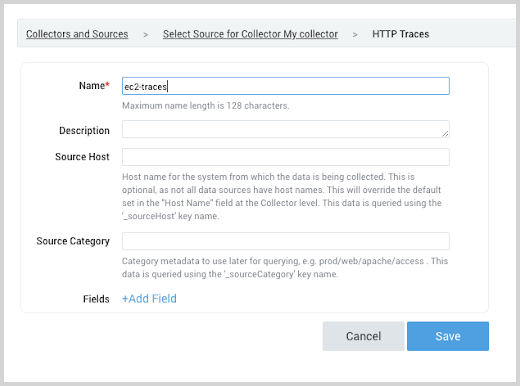 Collectors and Sources > Select Source for Collector My collector > HTTP Traces
Name* ec2-traces
Maximum name length is 128 characters.
Description
Source Host
Host name for the system from which the data is being collected. This is
optional, as not all data sources have host names. This will override the default
set in the "Host Name" field at the Collector level. This data is queried using the
'_sourceHost' key name.
Source Category
Category metadata to use later for querying, e.g. prod/web/apache/access . This
data is queried using the '_sourceCategory' key name.
Fields +Add Field
Cancel Save